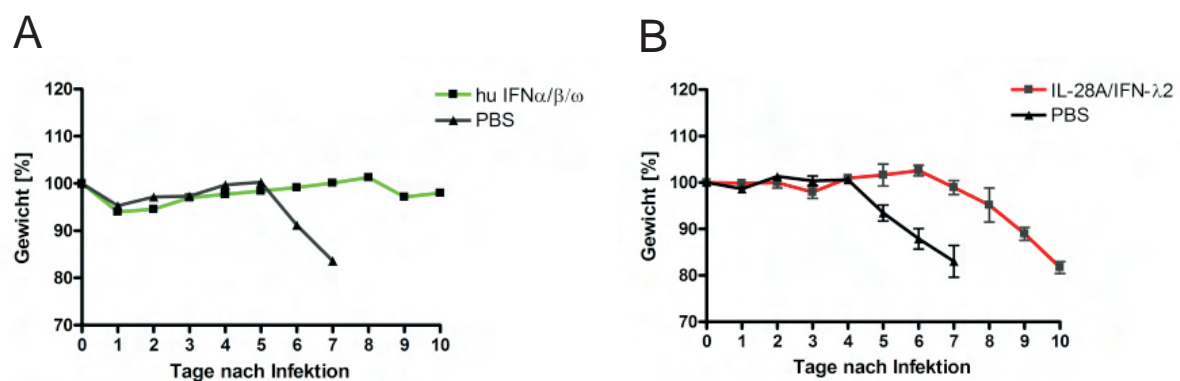 A
hu IFNα/β/ω
PBS
Gewicht [%]
120
110
100
90
80
70
0 1 2 3 4 5 6 7 8 9 10
Tage nach Infektion
B
IL-28A/IFN-λ2
PBS
Gewicht [%]
120
110
100
90
80
70
0 1 2 3 4 5 6 7 8 9 10
Tage nach Infektion